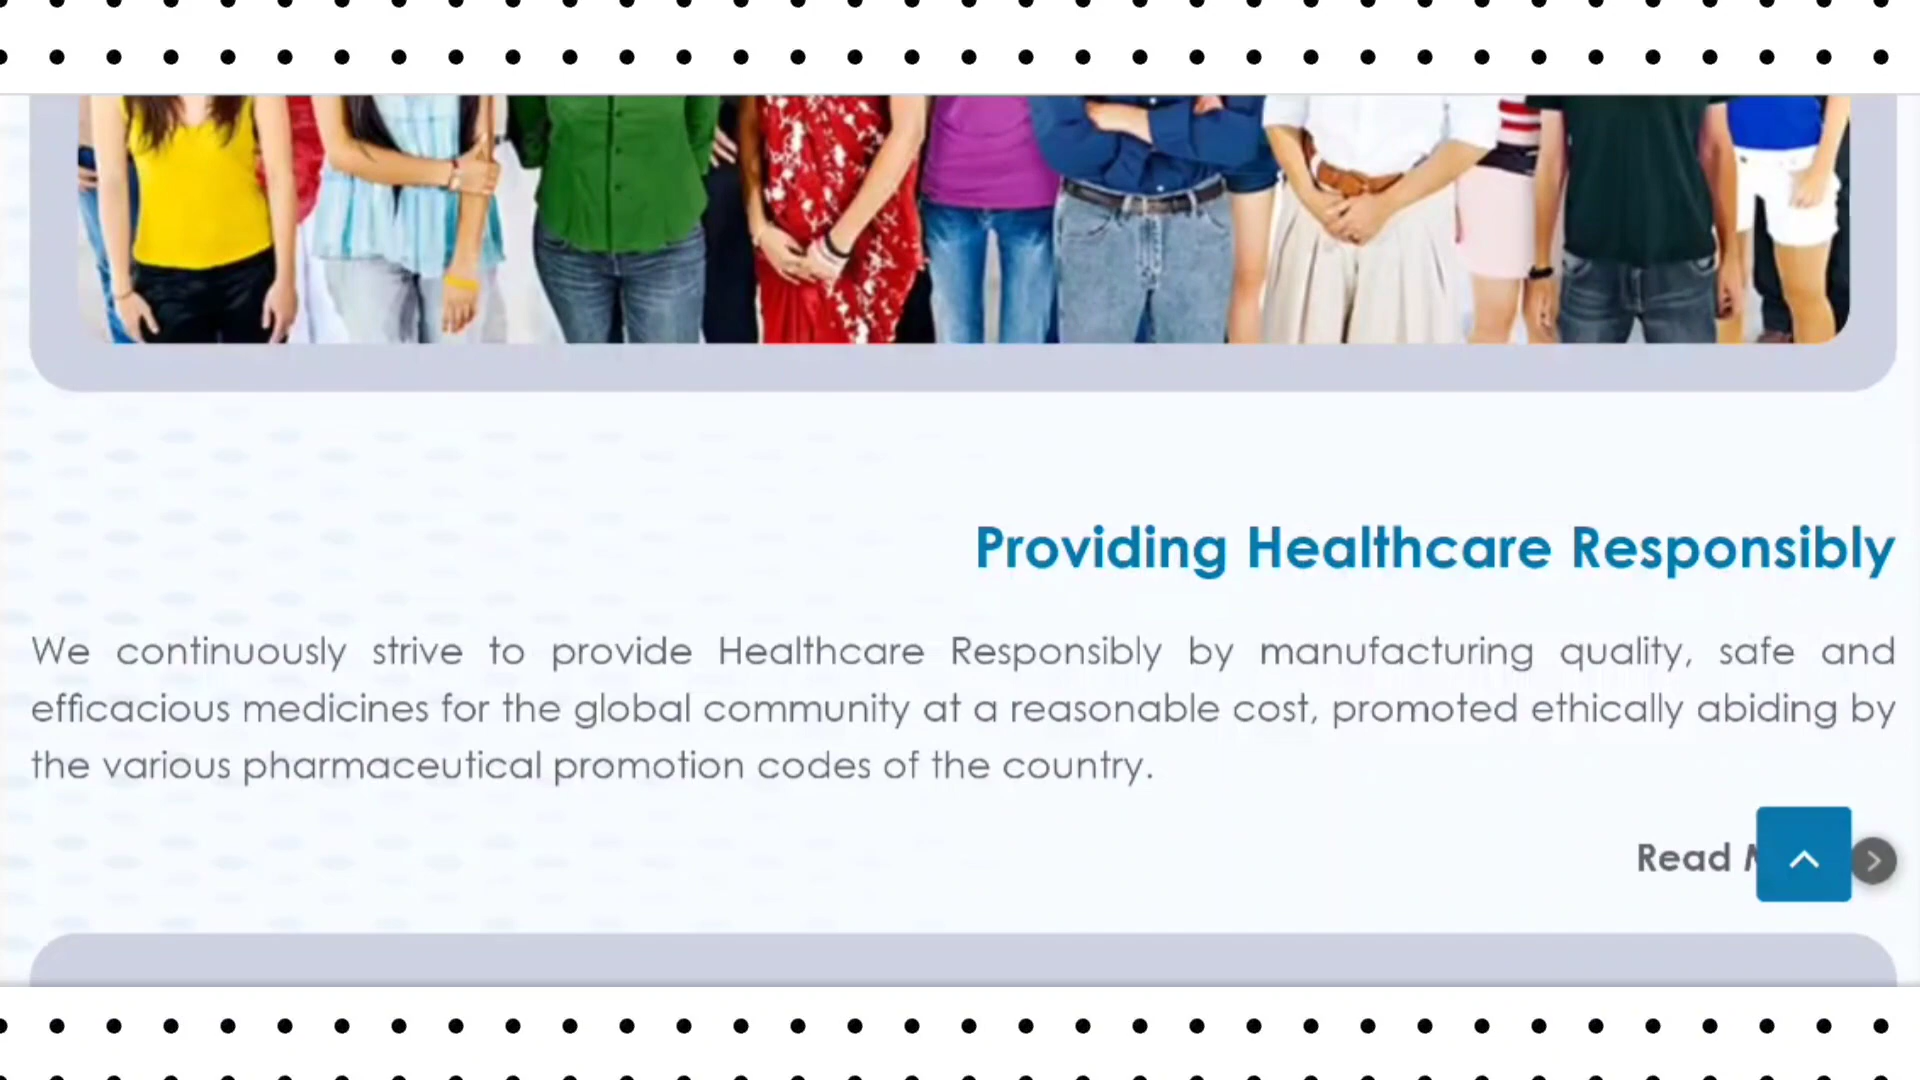 Providing Healthcare Responsibly
We continuously strive to provide Healthcare Responsibly by manufacturing quality, safe and
efficacious medicines for the global community at a reasonable cost, promoted ethically abiding by
the various pharmaceutical promotion codes of the country.
Read